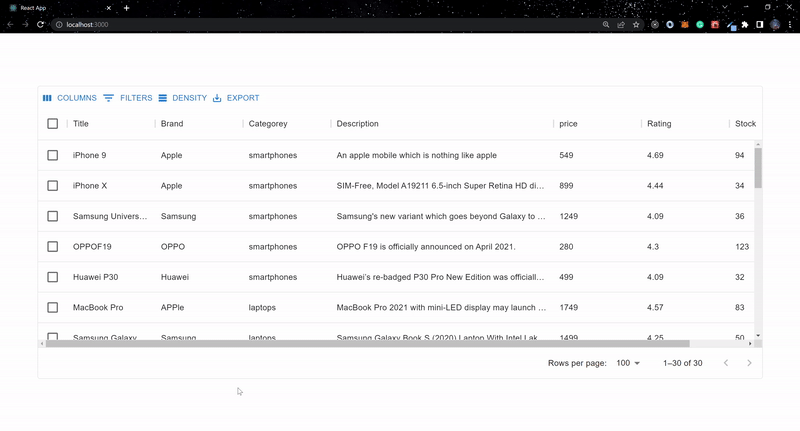 React App
localhost:3000
COLUMNS FILTERS DENSITY EXPORT
Title Brand Categorey Description price Rating Stock
iPhone 9 Apple smartphones An apple mobile which is nothing like apple 549 4.69 94
iPhone X Apple smartphones SIM-Free, Model A19211 6.5-inch Super Retina HD di... 899 4.44 34
Samsung Univers... Samsung smartphones Samsung's new variant which goes beyond Galaxy to ... 1249 4.09 36
OPPOF19 OPPO smartphones OPPO F19 is officially announced on April 2021. 280 4.3 123
Huawei P30 Huawei smartphones Huawei's re-badged P30 Pro New Edition was officiall... 499 4.09 32
MacBook Pro APPle laptops MacBook Pro 2021 with mini-LED display may launch ... 1749 4.57 83
Samsung Galaxy Samsung laptops Samsung Galaxy Book S (2020) Laptop With Intel Lak 1499 4.25 50
Rows per page: 100 1–30 of 30